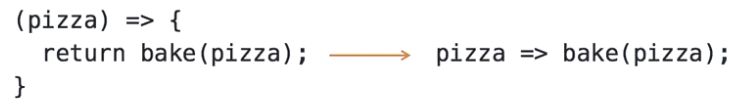 (pizza) => {
return bake(pizza); pizza => bake(pizza);
}